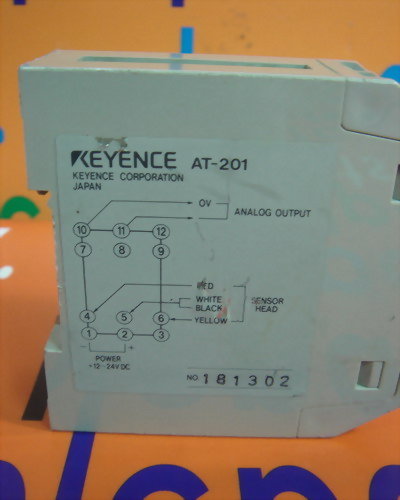 KEYENCE AT-201
KEYENCE CORPORATION
JAPAN
0V
ANALOG OUTPUT
10 11 12
7 8 9
RED
WHITE
BLACK
YELLOW
SENSOR
HEAD
4 5 6
1 2 3
- +
POWER
12-24V DC
NO. 181302